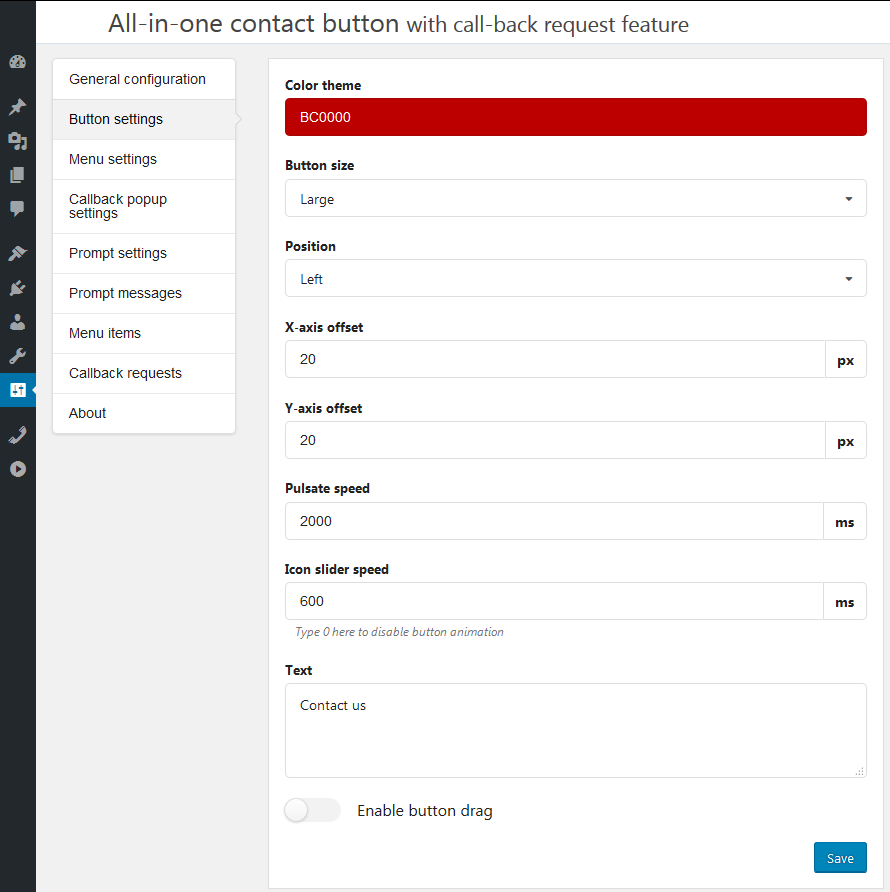 All-in-one contact button with call-back request feature
General configuration
Button settings
Menu settings
Callback popup
settings
Prompt settings
Prompt messages
Menu items
Callback requests
About
Color theme
BC0000
Button size
Large
Position
Left
X-axis offset
20 px
Y-axis offset
20 px
Pulsate speed
2000 ms
Icon slider speed
600 ms
Type 0 here to disable button animation
Text
Contact us
Enable button drag
Save